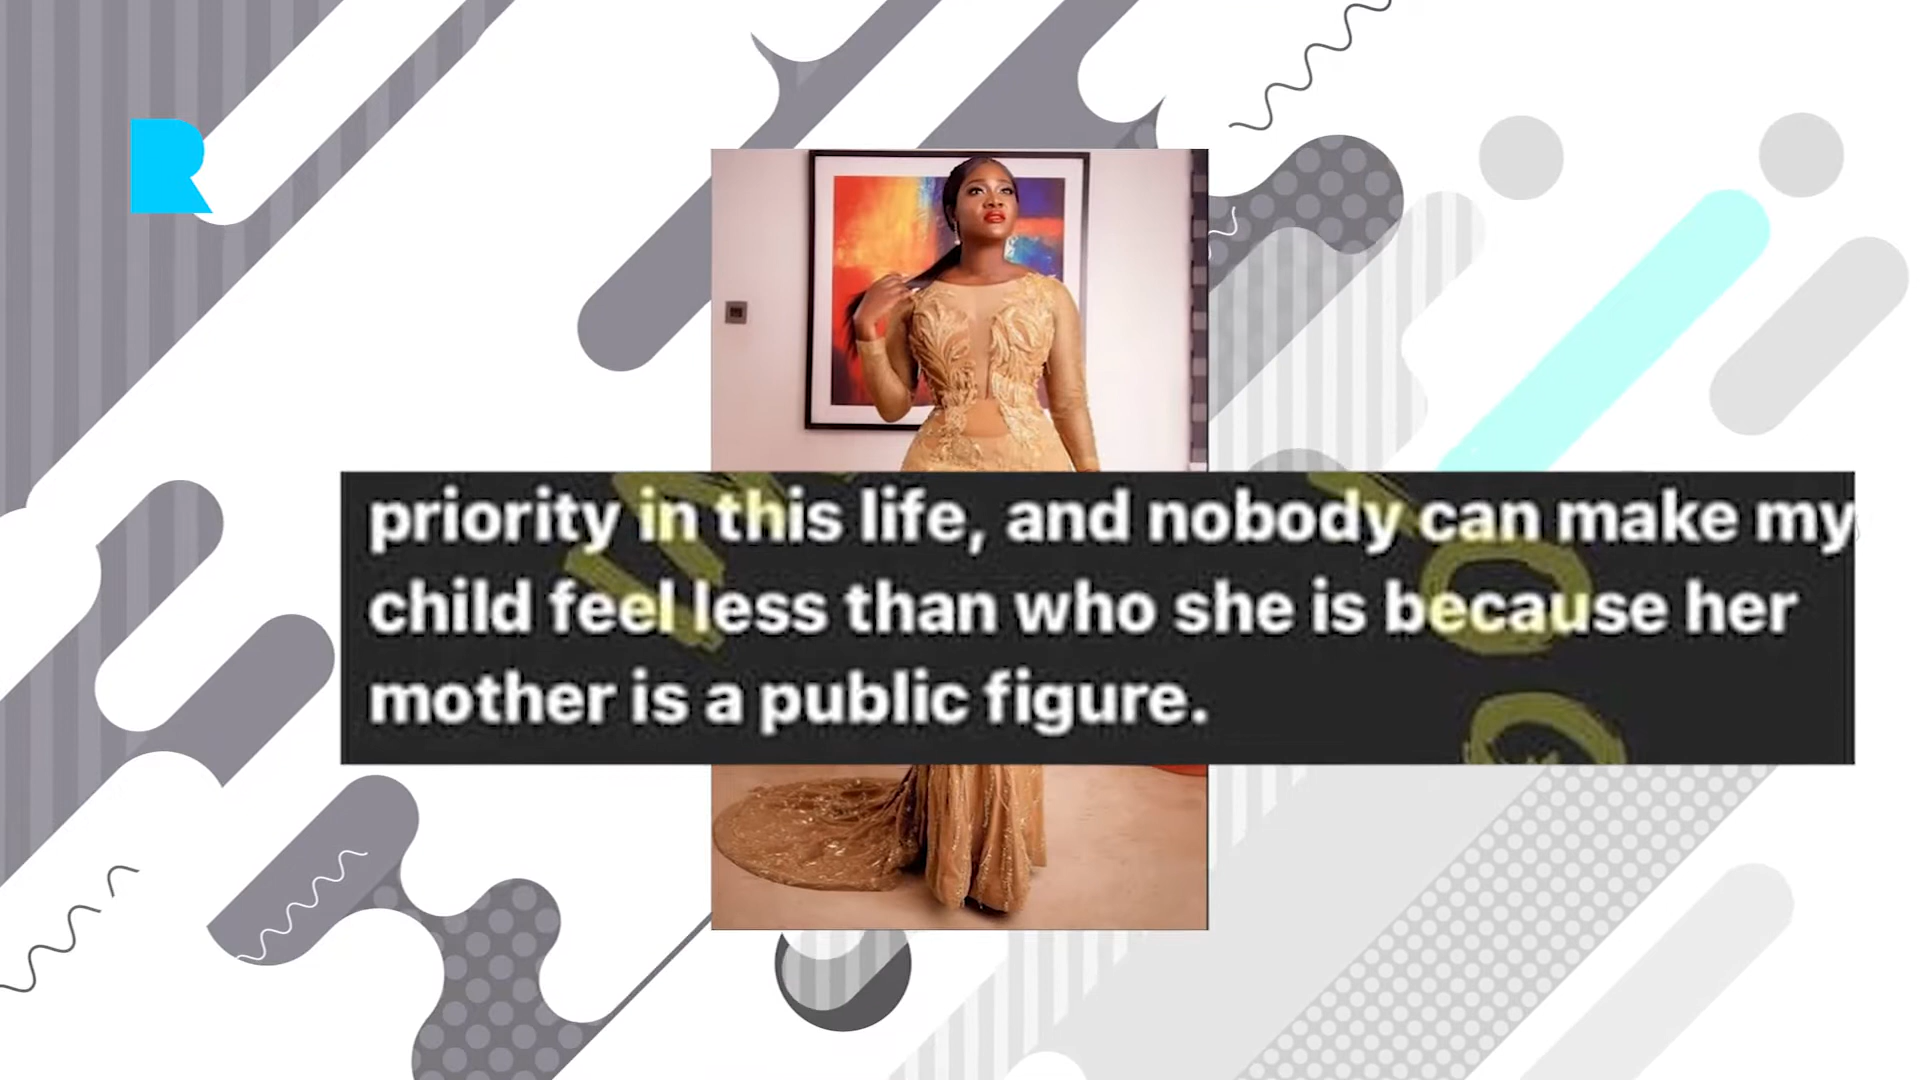 R
priority in this life, and nobody can make my
child feel less than who she is because her
mother is a public figure.